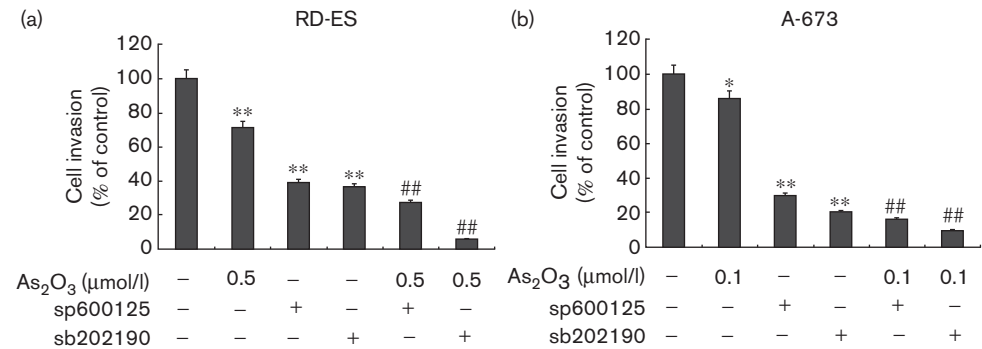 (a) RD-ES
120
100
80
60
40
20
0
Cell invasion
(% of control)
**
**
**
##
##
As₂O₃ (μmol/l) – 0.5 – – 0.5 0.5
sp600125 – – + – + –
sb202190 – – – + – +
(b) A-673
120
100
80
60
40
20
0
Cell invasion
(% of control)
*
**
**
##
##
As₂O₃ (μmol/l) – 0.1 – – 0.1 0.1
sp600125 – – + – + –
sb202190 – – – + – +